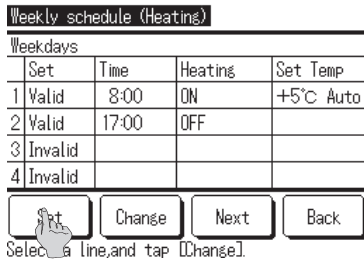 Weekly schedule (Heating)
Weekdays
Set Time Heating Set Temp
1 Valid 8:00 ON +5℃ Auto
2 Valid 17:00 OFF
3 Invalid
4 Invalid
Set Change Next Back
Select a line,and tap [Change].